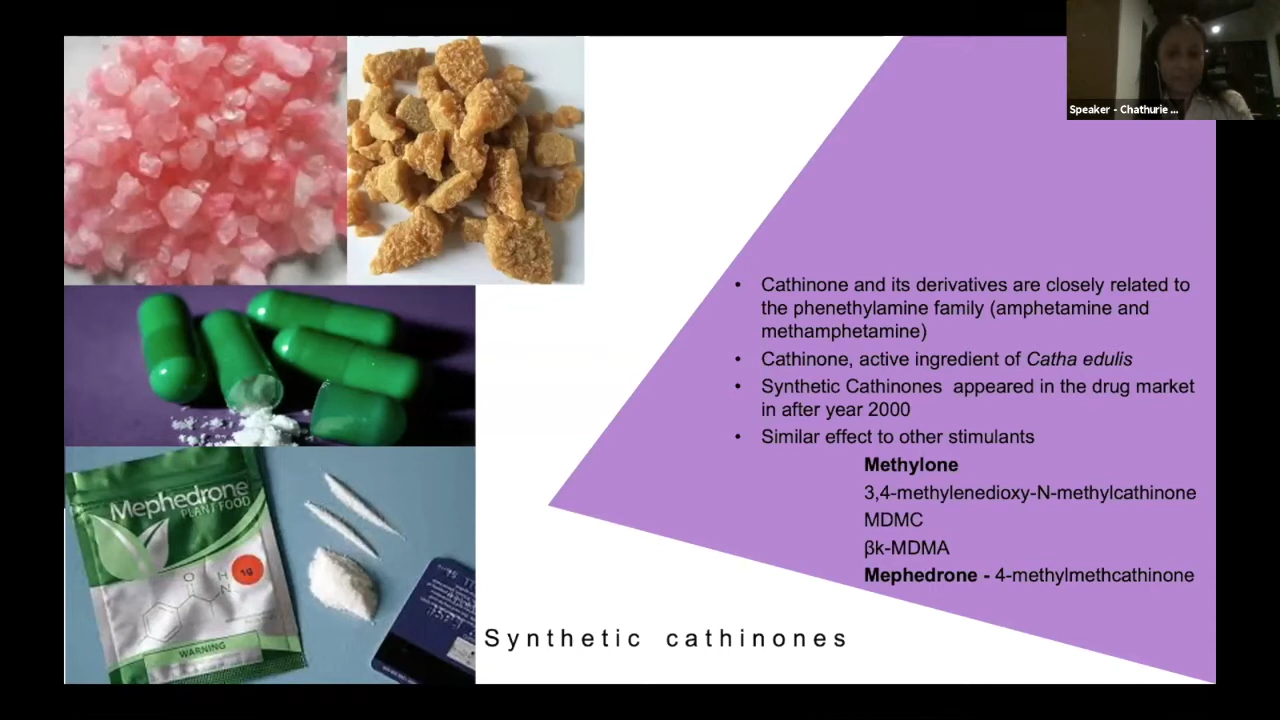 Speaker - Chathurie ...
• Cathinone and its derivatives are closely related to
the phenethylamine family (amphetamine and
methamphetamine)
• Cathinone, active ingredient of Catha edulis
• Synthetic Cathinones appeared in the drug market
in after year 2000
• Similar effect to other stimulants
Methylone
3,4-methylenedioxy-N-methylcathinone
MDMC
βk-MDMA
Mephedrone - 4-methylmethcathinone
Mephedrone
PLANT FOOD
1g
O
H
N
WARNING
Synthetic cathinones